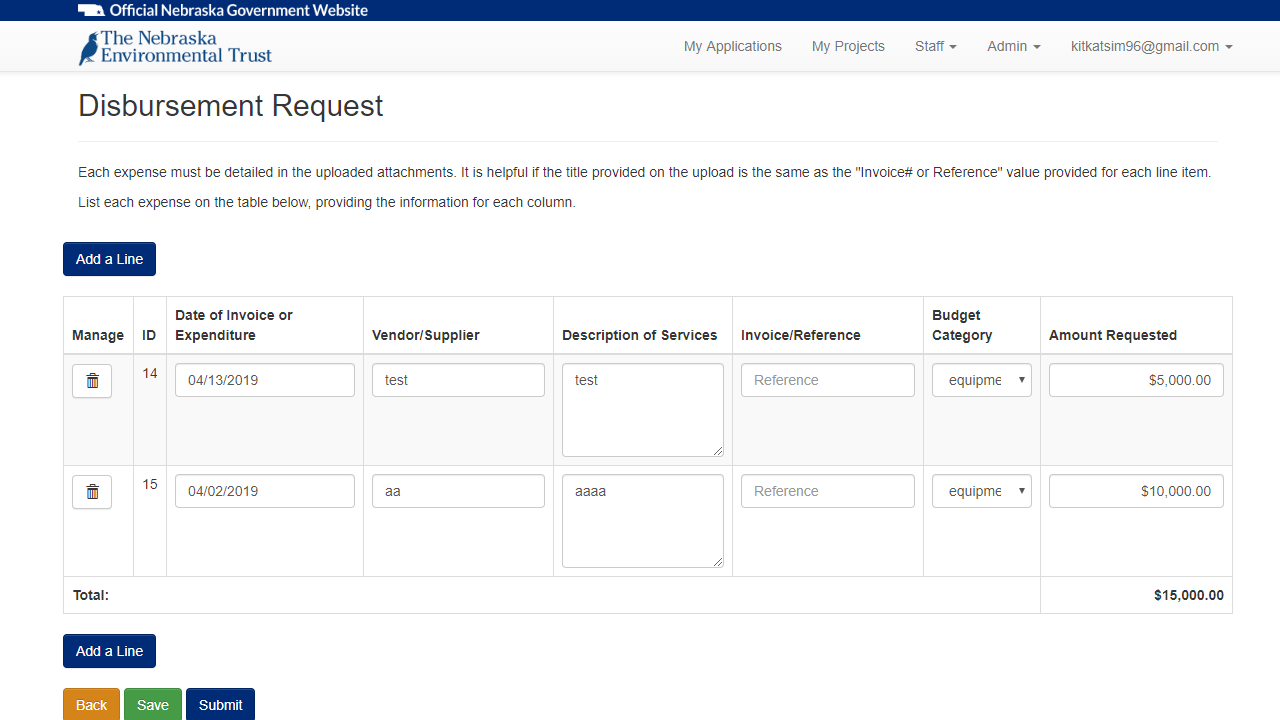 Official Nebraska Government Website
The Nebraska
Environmental Trust
My Applications My Projects Staff Admin kitkatsim96@gmail.com
Disbursement Request
Each expense must be detailed in the uploaded attachments. It is helpful if the title provided on the upload is the same as the "Invoice# or Reference" value provided for each line item.
List each expense on the table below, providing the information for each column.
Add a Line
Manage ID Date of Invoice or Expenditure Vendor/Supplier Description of Services Invoice/Reference Budget Category Amount Requested
14 04/13/2019 test test Reference equipme $5,000.00
15 04/02/2019 aa aaaa Reference equipme $10,000.00
Total: $15,000.00
Add a Line
Back Save Submit